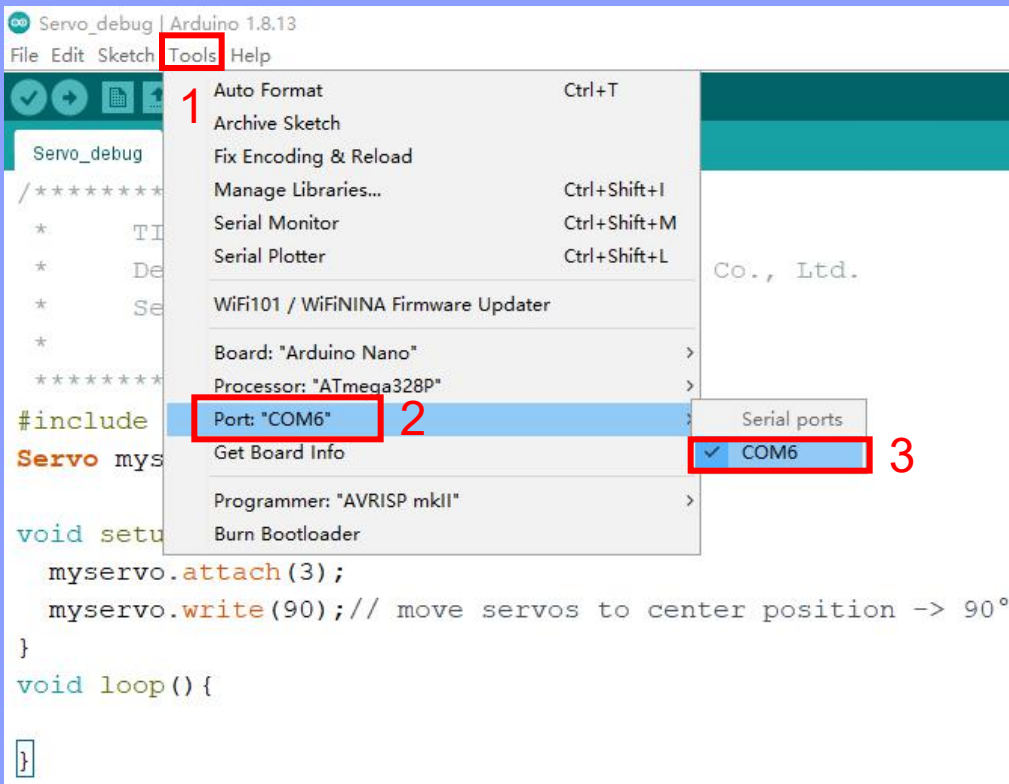 Servo_debug | Arduino 1.8.13
File Edit Sketch Tools Help
1
Auto Format Ctrl+T
Archive Sketch
Servo_debug
Fix Encoding & Reload
/********
Manage Libraries... Ctrl+Shift+I
* TI
Serial Monitor Ctrl+Shift+M
Serial Plotter Ctrl+Shift+L
* De Co., Ltd.
* Se
WiFi101 / WiFiNINA Firmware Updater
*
Board: "Arduino Nano" >
********
Processor: "ATmega328P" >
#include
Port: "COM6" 2 >
Serial ports
Servo mys
Get Board Info
✓ COM6 3
Programmer: "AVRISP mkII" >
void setu
Burn Bootloader
myservo.attach(3);
myservo.write(90);// move servos to center position -> 90°
}
void loop(){
}